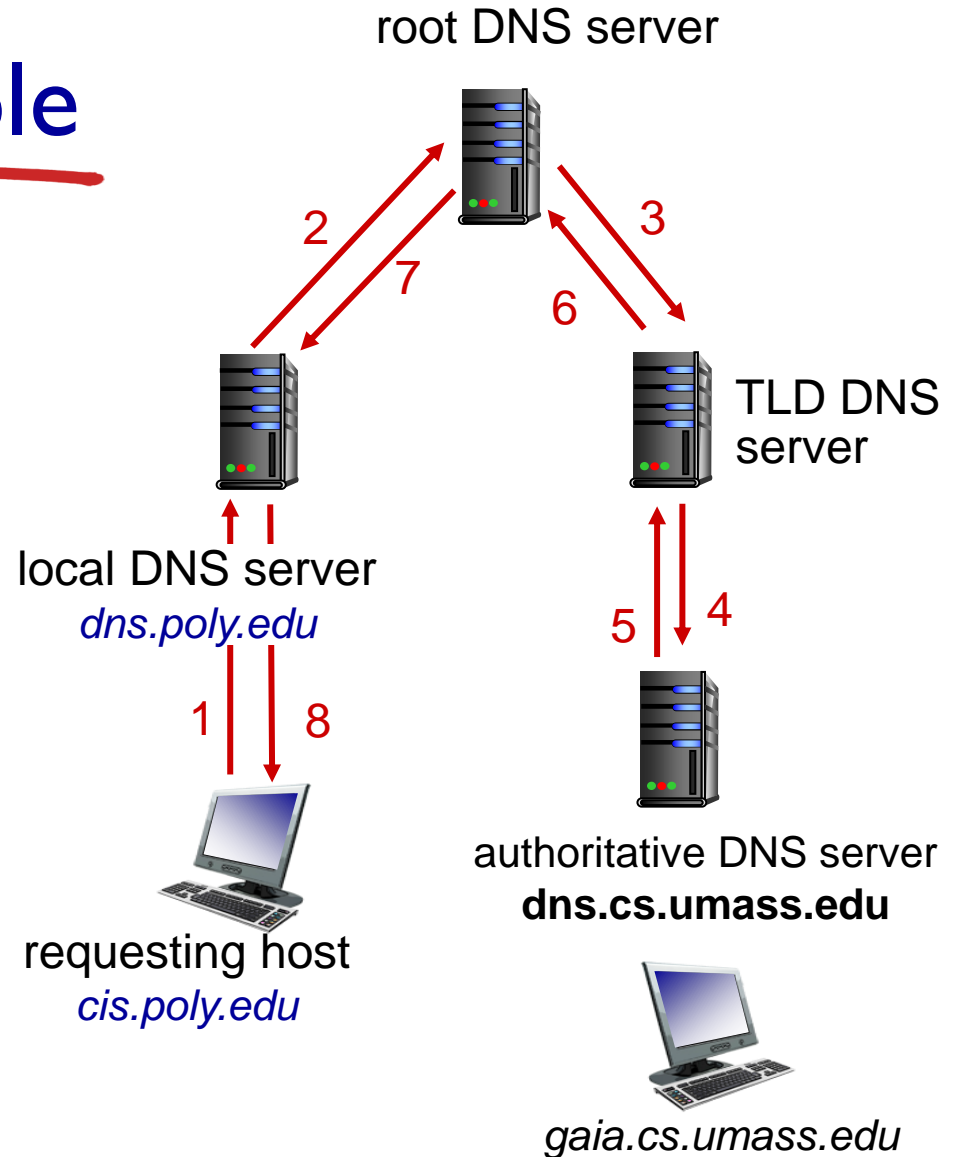 root DNS server
2
3
7
6
TLD DNS
server
local DNS server
dns.poly.edu
5
4
1
8
authoritative DNS server
dns.cs.umass.edu
requesting host
cis.poly.edu
gaia.cs.umass.edu